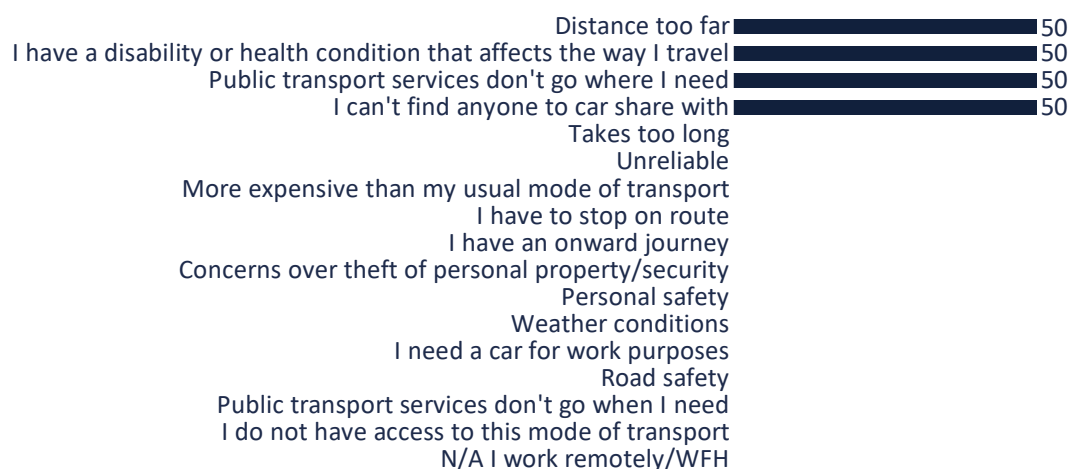 Distance too far 50
I have a disability or health condition that affects the way I travel 50
Public transport services don't go where I need 50
I can't find anyone to car share with 50
Takes too long
Unreliable
More expensive than my usual mode of transport
I have to stop on route
I have an onward journey
Concerns over theft of personal property/security
Personal safety
Weather conditions
I need a car for work purposes
Road safety
Public transport services don't go when I need
I do not have access to this mode of transport
N/A I work remotely/WFH